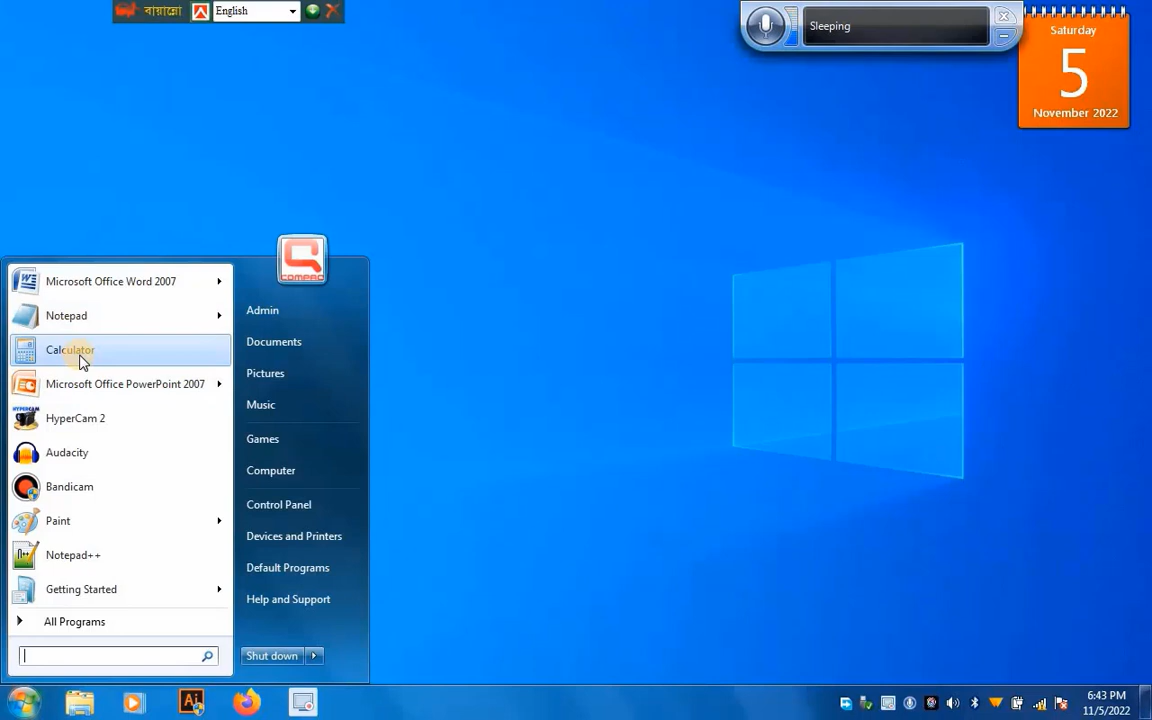 বায়ান্নো
English
Sleeping
Saturday
5
November 2022
COMPAQ
Microsoft Office Word 2007
Notepad
Calculator
Microsoft Office PowerPoint 2007
HyperCam 2
Audacity
Bandicam
Paint
Notepad++
Getting Started
All Programs
Admin
Documents
Pictures
Music
Games
Computer
Control Panel
Devices and Printers
Default Programs
Help and Support
Shut down
Ai
6:43 PM
11/5/2022